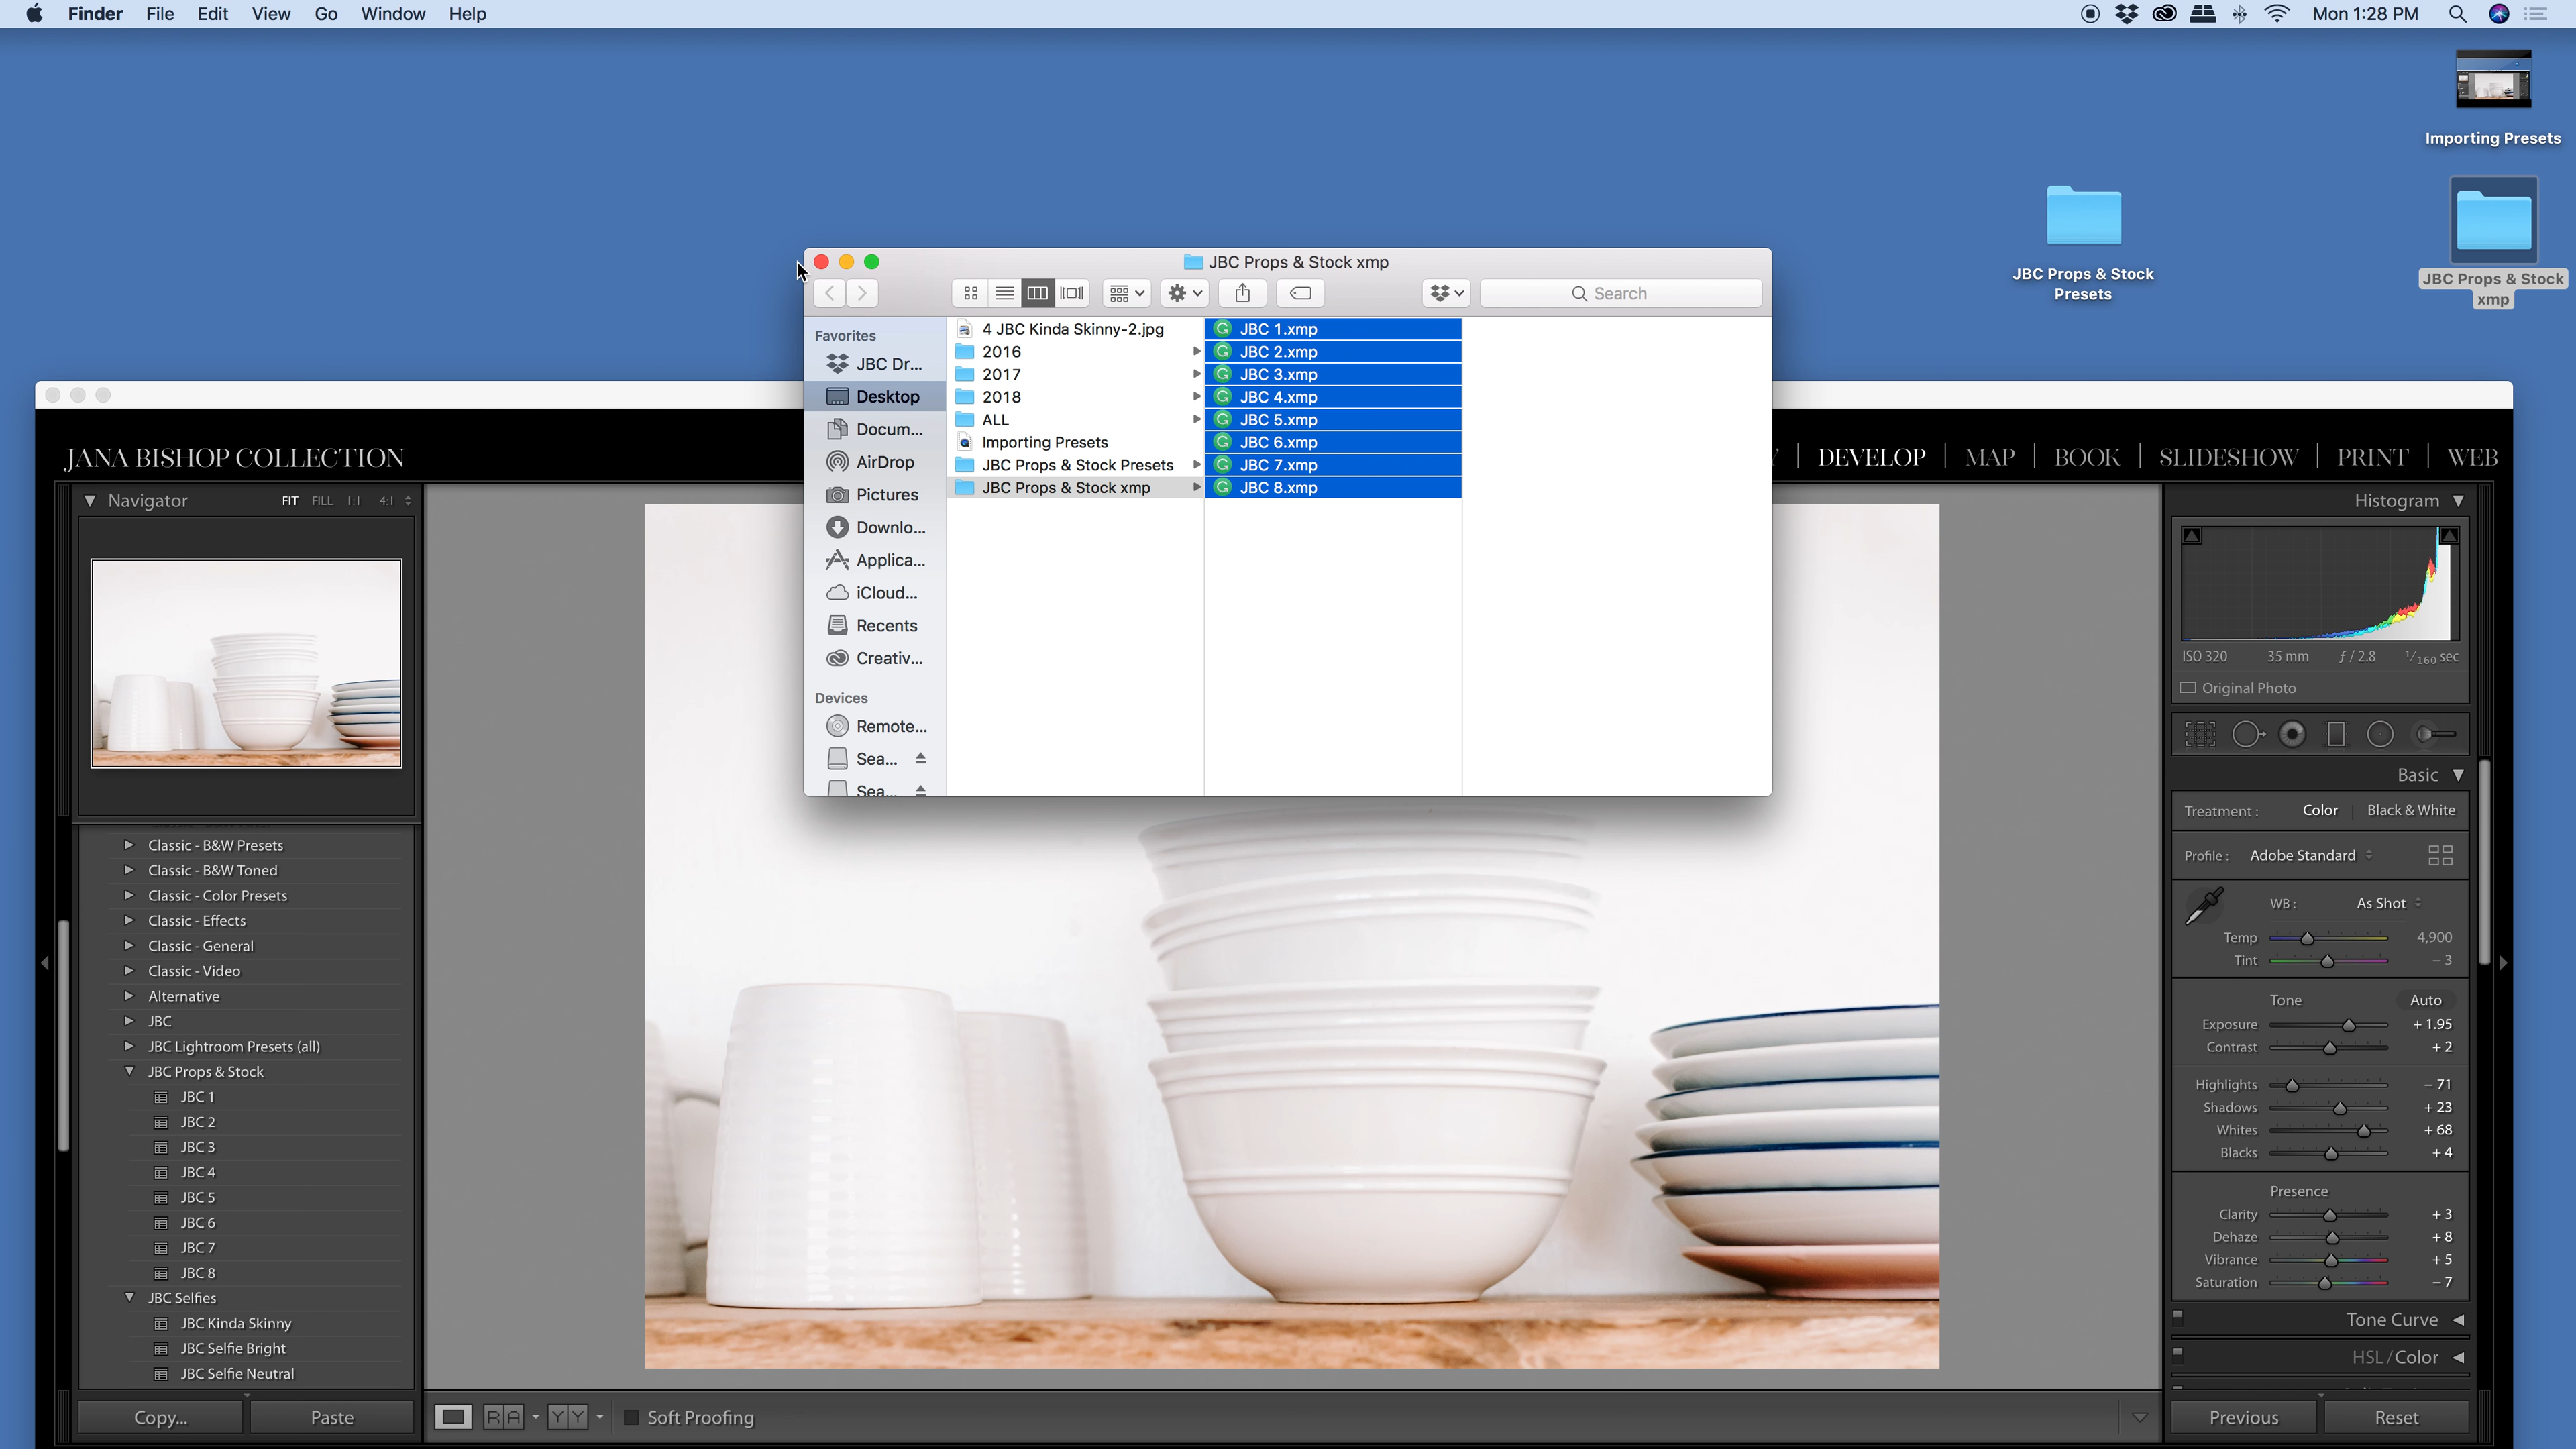 Finder File Edit View Go Window Help Mon 1:28 PM
Importing Presets
JBC Props & Stock
Presets
JBC Props & Stock
xmp
JBC Props & Stock xmp
Search
Favorites
JBC Dr...
Desktop
Docum...
AirDrop
Pictures
Downlo...
Applica...
iCloud...
Recents
Creativ...
Devices
Remote...
Sea...
Sea...
4 JBC Kinda Skinny-2.jpg
2016
2017
2018
ALL
Importing Presets
JBC Props & Stock Presets
JBC Props & Stock xmp
JBC 1.xmp
JBC 2.xmp
JBC 3.xmp
JBC 4.xmp
JBC 5.xmp
JBC 6.xmp
JBC 7.xmp
JBC 8.xmp
JANA BISHOP COLLECTION
DEVELOP | MAP | BOOK | SLIDESHOW | PRINT | WEB
Navigator FIT FILL 1:1 4:1
Classic - B&W Presets
Classic - B&W Toned
Classic - Color Presets
Classic - Effects
Classic - General
Classic - Video
Alternative
JBC
JBC Lightroom Presets (all)
JBC Props & Stock
JBC 1
JBC 2
JBC 3
JBC 4
JBC 5
JBC 6
JBC 7
JBC 8
JBC Selfies
JBC Kinda Skinny
JBC Selfie Bright
JBC Selfie Neutral
Copy... Paste
R A Y Y Soft Proofing
Histogram
ISO 320 35 mm ƒ / 2.8 1/160 sec
Original Photo
Basic
Treatment : Color | Black & White
Profile : Adobe Standard
WB : As Shot
Temp 4,900
Tint – 3
Tone Auto
Exposure + 1.95
Contrast + 2
Highlights – 71
Shadows + 23
Whites + 68
Blacks + 4
Presence
Clarity + 3
Dehaze + 8
Vibrance + 5
Saturation – 7
Tone Curve
HSL / Color
Previous Reset